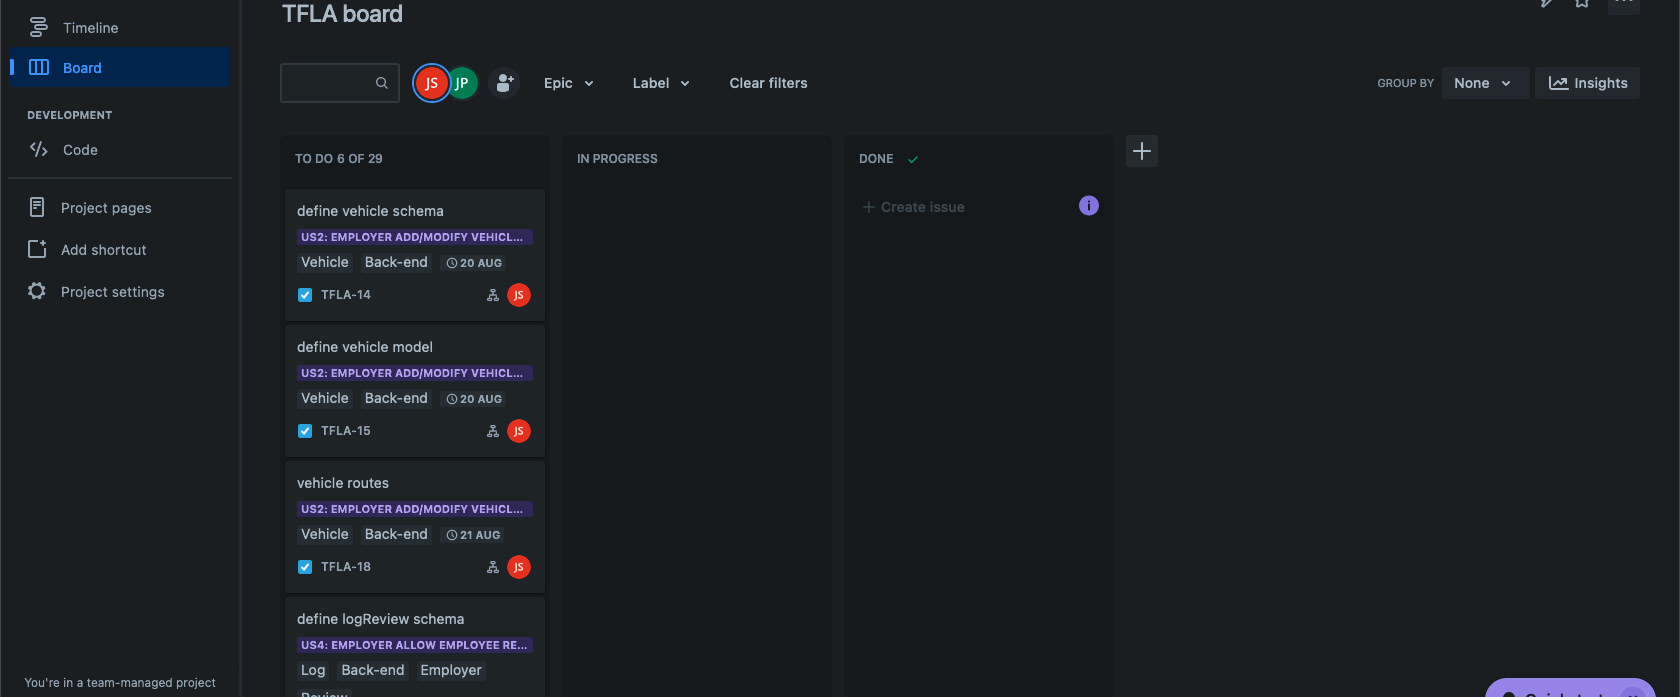 TFLA board
Timeline
Board
DEVELOPMENT
Code
Project pages
Add shortcut
Project settings
You're in a team-managed project
JS JP Epic Label Clear filters
GROUP BY None Insights
TO DO 6 OF 29
define vehicle schema
US2: EMPLOYER ADD/MODIFY VEHICL...
Vehicle Back-end 20 AUG
TFLA-14 JS
define vehicle model
US2: EMPLOYER ADD/MODIFY VEHICL...
Vehicle Back-end 20 AUG
TFLA-15 JS
vehicle routes
US2: EMPLOYER ADD/MODIFY VEHICL...
Vehicle Back-end 21 AUG
TFLA-18 JS
define logReview schema
US4: EMPLOYER ALLOW EMPLOYEE RE...
Log Back-end Employer
Review
IN PROGRESS
DONE
+ Create issue